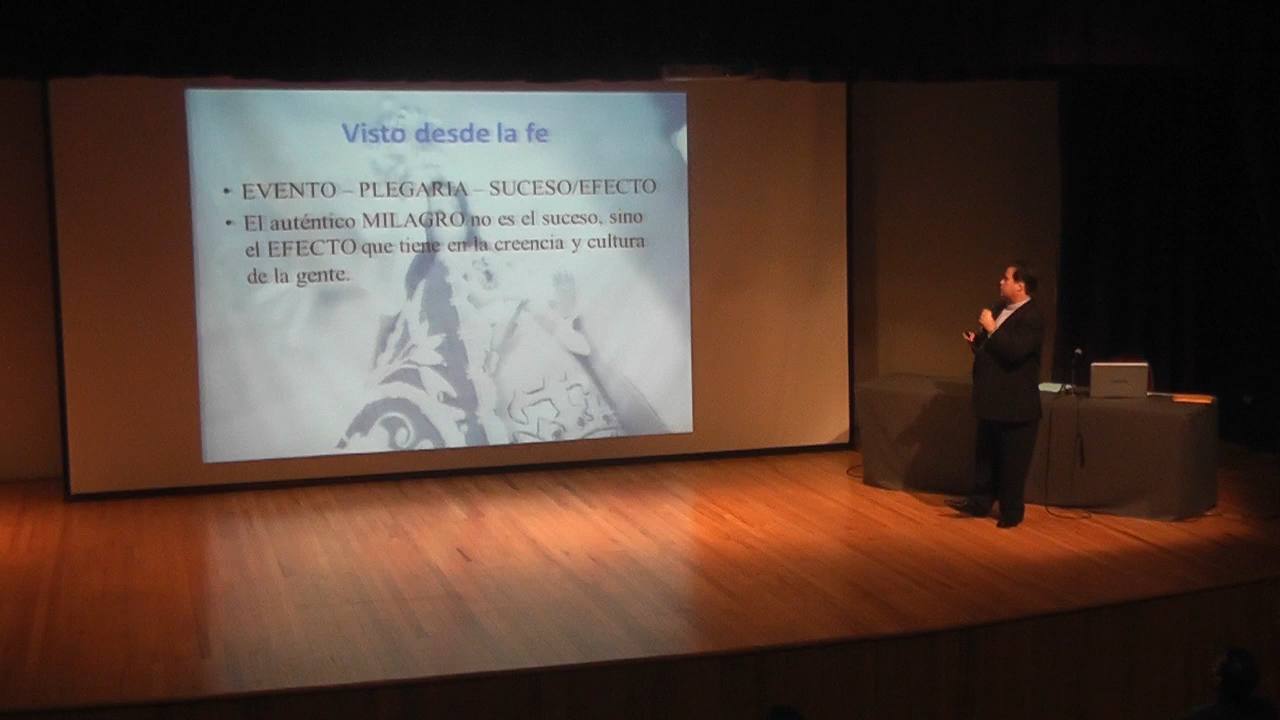 Visto desde la fe
• EVENTO – PLEGARIA – SUCESO/EFECTO
• El auténtico MILAGRO no es el suceso, sino
el EFECTO que tiene en la creencia y cultura
de la gente.